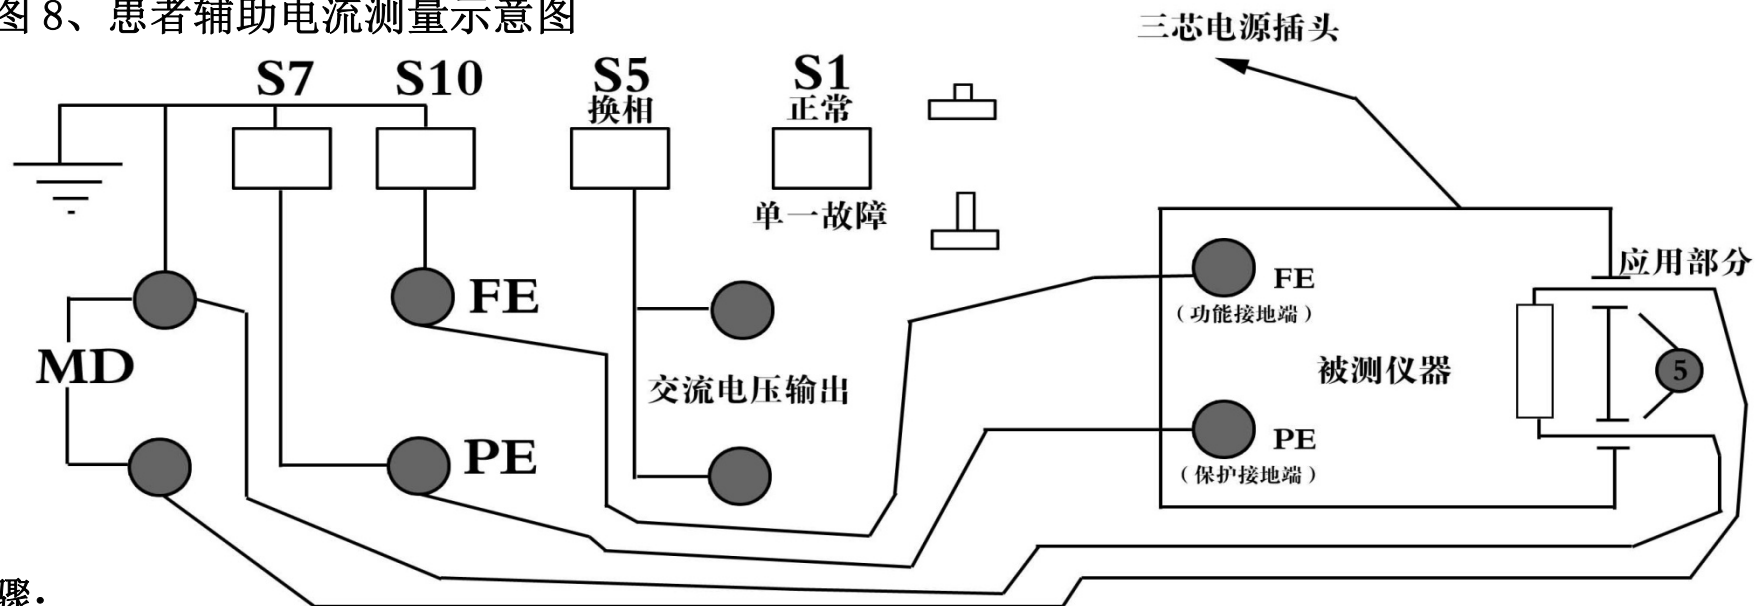 图 8、患者辅助电流测量示意图
三芯电源插头
S7
S10
S5
换相
S1
正常
单一故障
FE
MD
PE
交流电压输出
FE
（功能接地端）
被测仪器
PE
（保护接地端）
应用部分
5
骤：